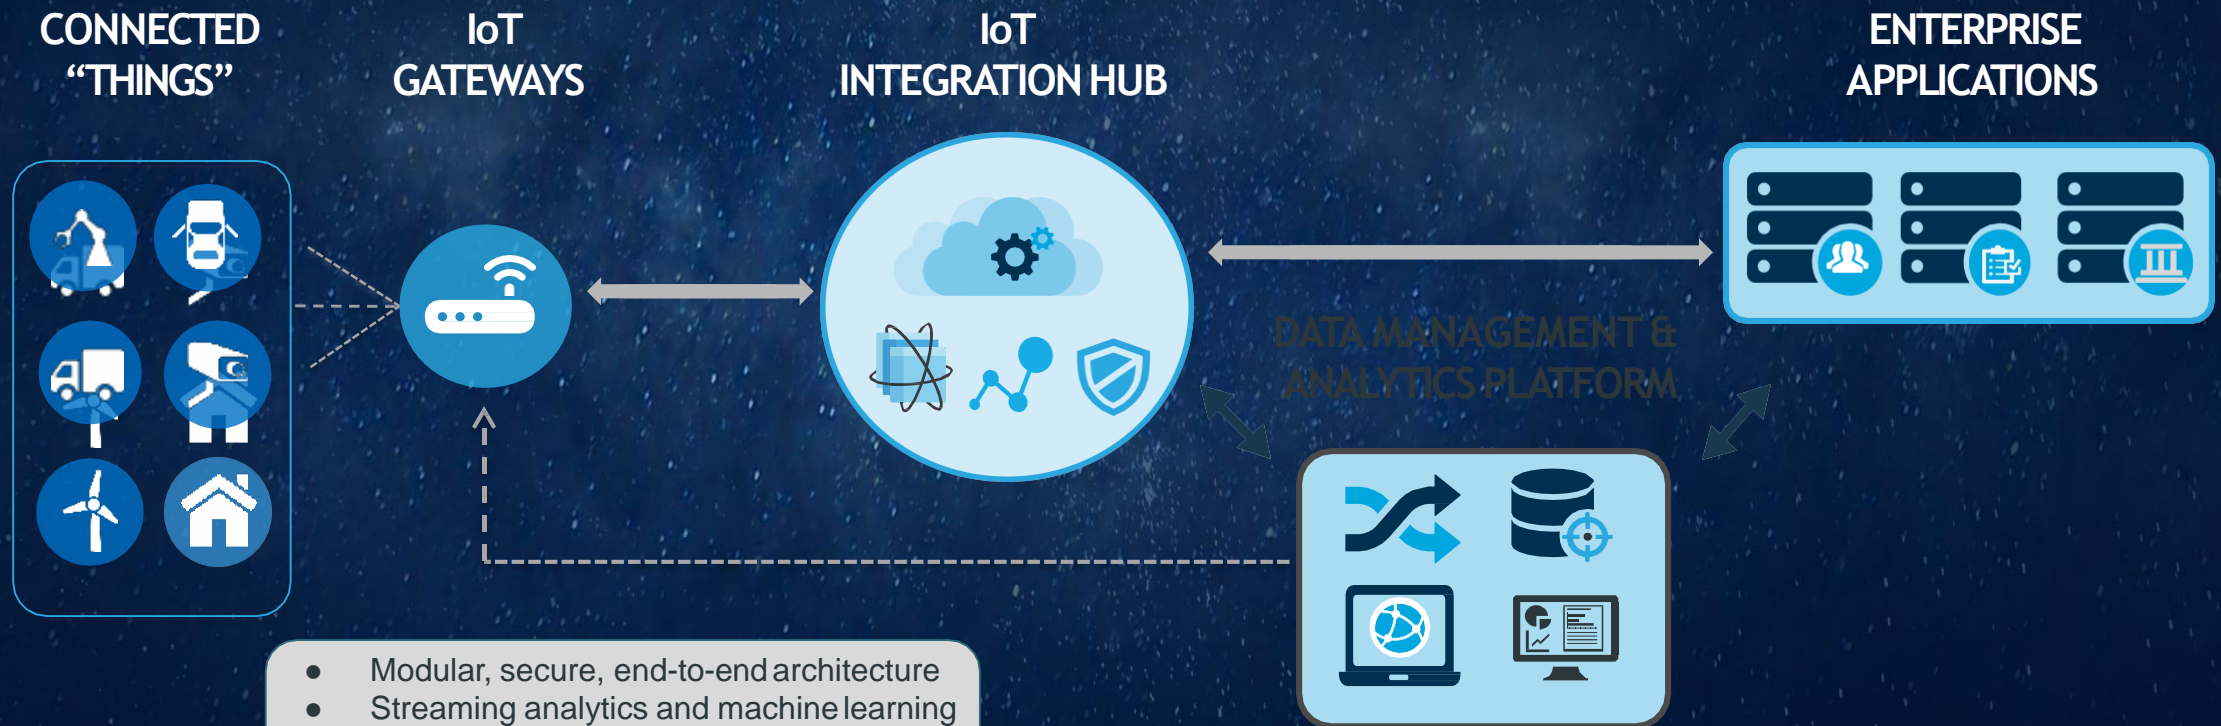 CONNECTED
“THINGS”
IoT
GATEWAYS
IoT
INTEGRATION HUB
ENTERPRISE
APPLICATIONS
DATA MANAGEMENT &
ANALYTICS PLATFORM
● Modular, secure, end-to-end architecture
● Streaming analytics and machine learning